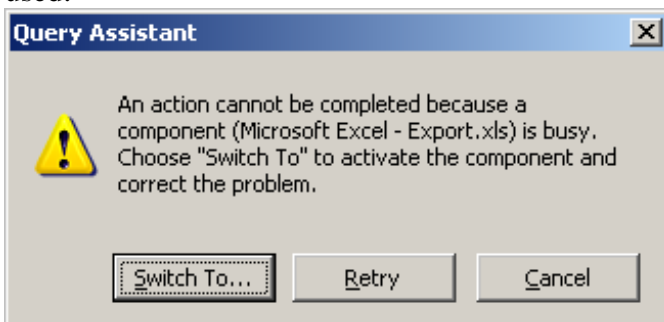 used.
Query Assistant
An action cannot be completed because a
component (Microsoft Excel - Export.xls) is busy.
Choose "Switch To" to activate the component and
correct the problem.
Switch To...
Retry
Cancel